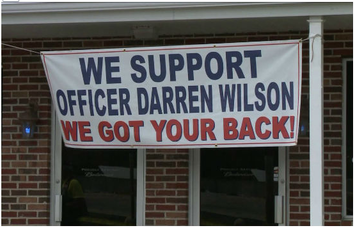 WE SUPPORT
OFFICER DARREN WILSON
WE GOT YOUR BACK!